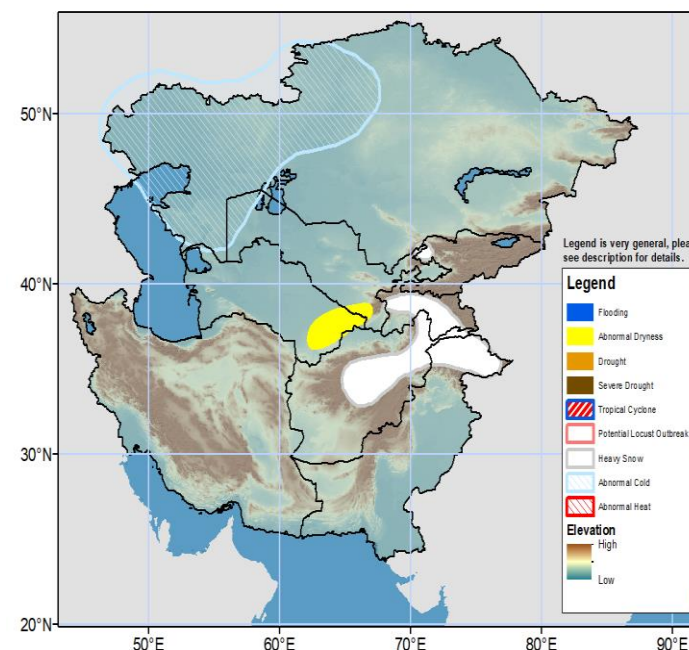 50°N
40°N
30°N
20°N
50°E
60°E
70°E
80°E
90°E
Legend is very general, plea
see description for details.
Legend
Flooding
Abnormal Dryness
Drought
Severe Drought
Tropical Cyclone
Potential Locust Outbreak
Heavy Snow
Abnormal Cold
Abnormal Heat
Elevation
High
Low